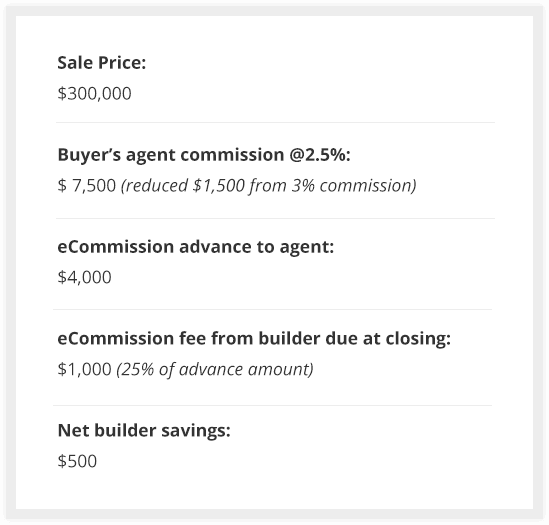 Sale Price:
$300,000
Buyer’s agent commission @2.5%:
$ 7,500 (reduced $1,500 from 3% commission)
eCommission advance to agent:
$4,000
eCommission fee from builder due at closing:
$1,000 (25% of advance amount)
Net builder savings:
$500